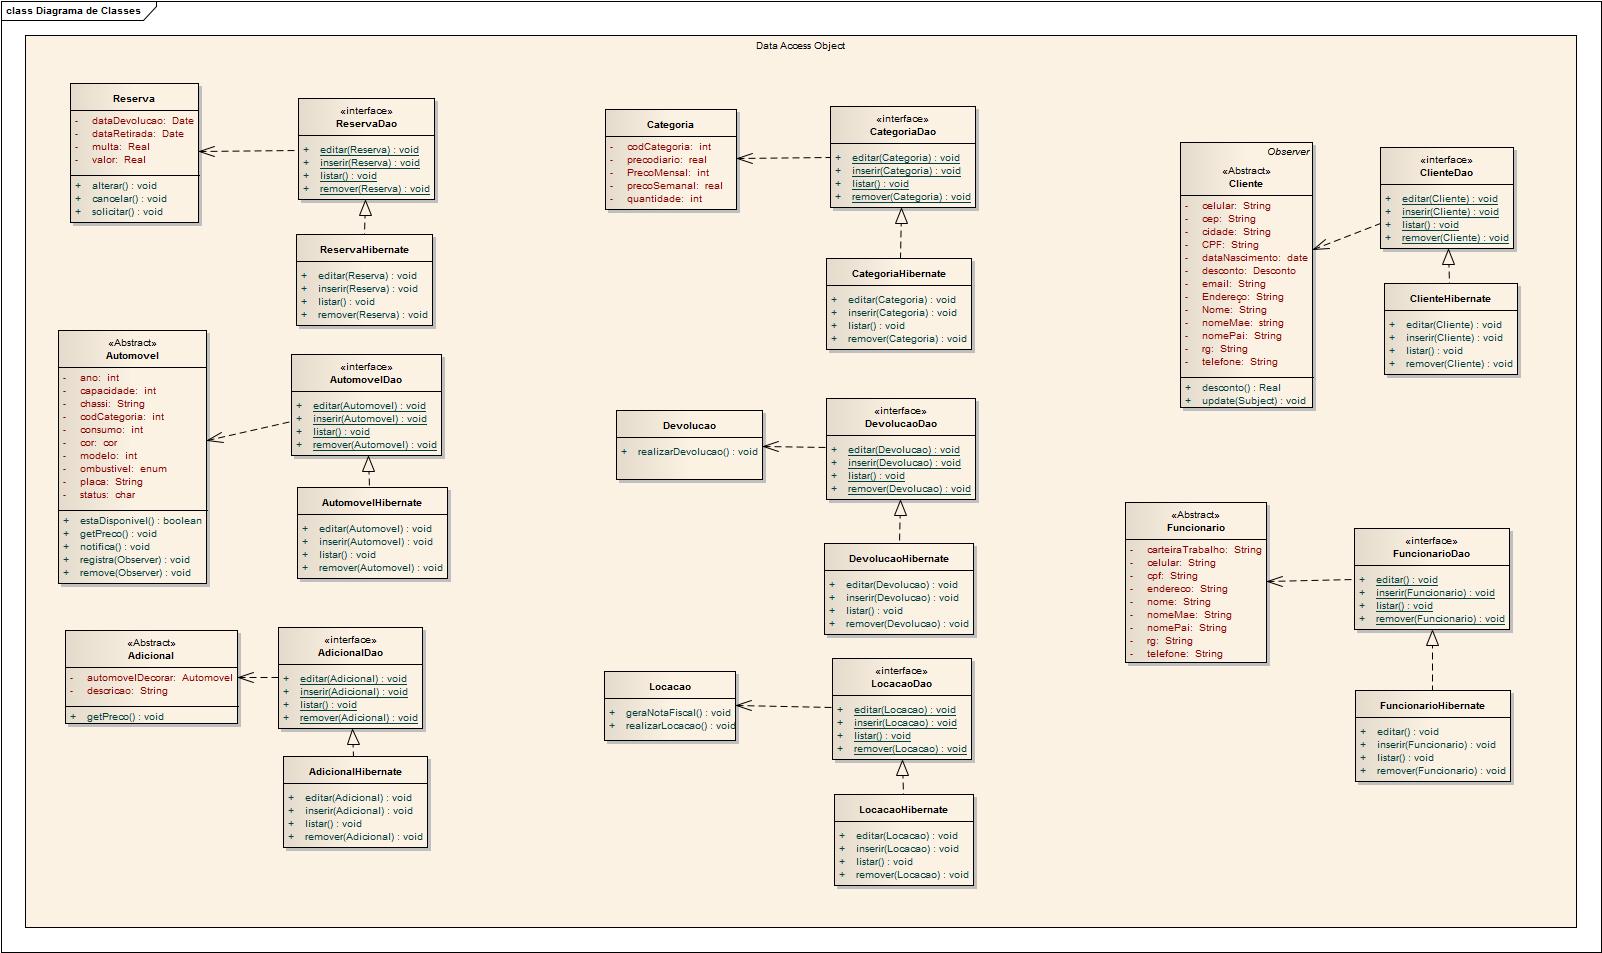 class Diagrama de Classes
Data Access Object
Reserva
- dataDevolucao: Date
- dataRetirada: Date
- multa: Real
- valor: Real
+ alterar() : void
+ cancelar() : void
+ solicitar() : void
«interface»
ReservaDao
+ editar(Reserva) : void
+ inserir(Reserva) : void
+ listar() : void
+ remover(Reserva) : void
ReservaHibernate
+ editar(Reserva) : void
+ inserir(Reserva) : void
+ listar() : void
+ remover(Reserva) : void
«Abstract»
Automovel
- ano: int
- capacidade: int
- chassi: String
- codCategoria: int
- consumo: int
- cor: cor
- modelo: int
- ombustivel: enum
- placa: String
- status: char
+ estaDisponivel() : boolean
+ getPreco() : void
+ notifica() : void
+ registra(Observer) : void
+ remove(Observer) : void
«interface»
AutomovelDao
+ editar(Automovel) : void
+ inserir(Automovel) : void
+ listar() : void
+ remover(Automovel) : void
AutomovelHibernate
+ editar(Automovel) : void
+ inserir(Automovel) : void
+ listar() : void
+ remover(Automovel) : void
«Abstract»
Adicional
- automovelDecorar: Automovel
- descricao: String
+ getPreco() : void
«interface»
AdicionalDao
+ editar(Adicional) : void
+ inserir(Adicional) : void
+ listar() : void
+ remover(Adicional) : void
AdicionalHibernate
+ editar(Adicional) : void
+ inserir(Adicional) : void
+ listar() : void
+ remover(Adicional) : void
Categoria
- codCategoria: int
- precodiario: real
- PrecoMensal: int
- precoSemanal: real
- quantidade: int
«interface»
CategoriaDao
+ editar(Categoria) : void
+ inserir(Categoria) : void
+ listar() : void
+ remover(Categoria) : void
CategoriaHibernate
+ editar(Categoria) : void
+ inserir(Categoria) : void
+ listar() : void
+ remover(Categoria) : void
Devolucao
+ realizarDevolucao() : void
«interface»
DevolucaoDao
+ editar(Devolucao) : void
+ inserir(Devolucao) : void
+ listar() : void
+ remover(Devolucao) : void
DevolucaoHibernate
+ editar(Devolucao) : void
+ inserir(Devolucao) : void
+ listar() : void
+ remover(Devolucao) : void
Locacao
+ geraNotaFiscal() : void
+ realizarLocacao() : void
«interface»
LocacaoDao
+ editar(Locacao) : void
+ inserir(Locacao) : void
+ listar() : void
+ remover(Locacao) : void
LocacaoHibernate
+ editar(Locacao) : void
+ inserir(Locacao) : void
+ listar() : void
+ remover(Locacao) : void
Observer
«Abstract»
Cliente
- celular: String
- cep: String
- cidade: String
- CPF: String
- dataNascimento: date
- desconto: Desconto
- email: String
- Endereço: String
- Nome: String
- nomeMae: string
- nomePai: String
- rg: String
- telefone: String
+ desconto() : Real
+ update(Subject) : void
«interface»
ClienteDao
+ editar(Cliente) : void
+ inserir(Cliente) : void
+ listar() : void
+ remover(Cliente) : void
ClienteHibernate
+ editar(Cliente) : void
+ inserir(Cliente) : void
+ listar() : void
+ remover(Cliente) : void
«Abstract»
Funcionario
- carteiraTrabalho: String
- celular: String
- cpf: String
- endereco: String
- nome: String
- nomeMae: String
- nomePai: String
- rg: String
- telefone: String
«interface»
FuncionarioDao
+ editar() : void
+ inserir(Funcionario) : void
+ listar() : void
+ remover(Funcionario) : void
FuncionarioHibernate
+ editar() : void
+ inserir(Funcionario) : void
+ listar() : void
+ remover(Funcionario) : void